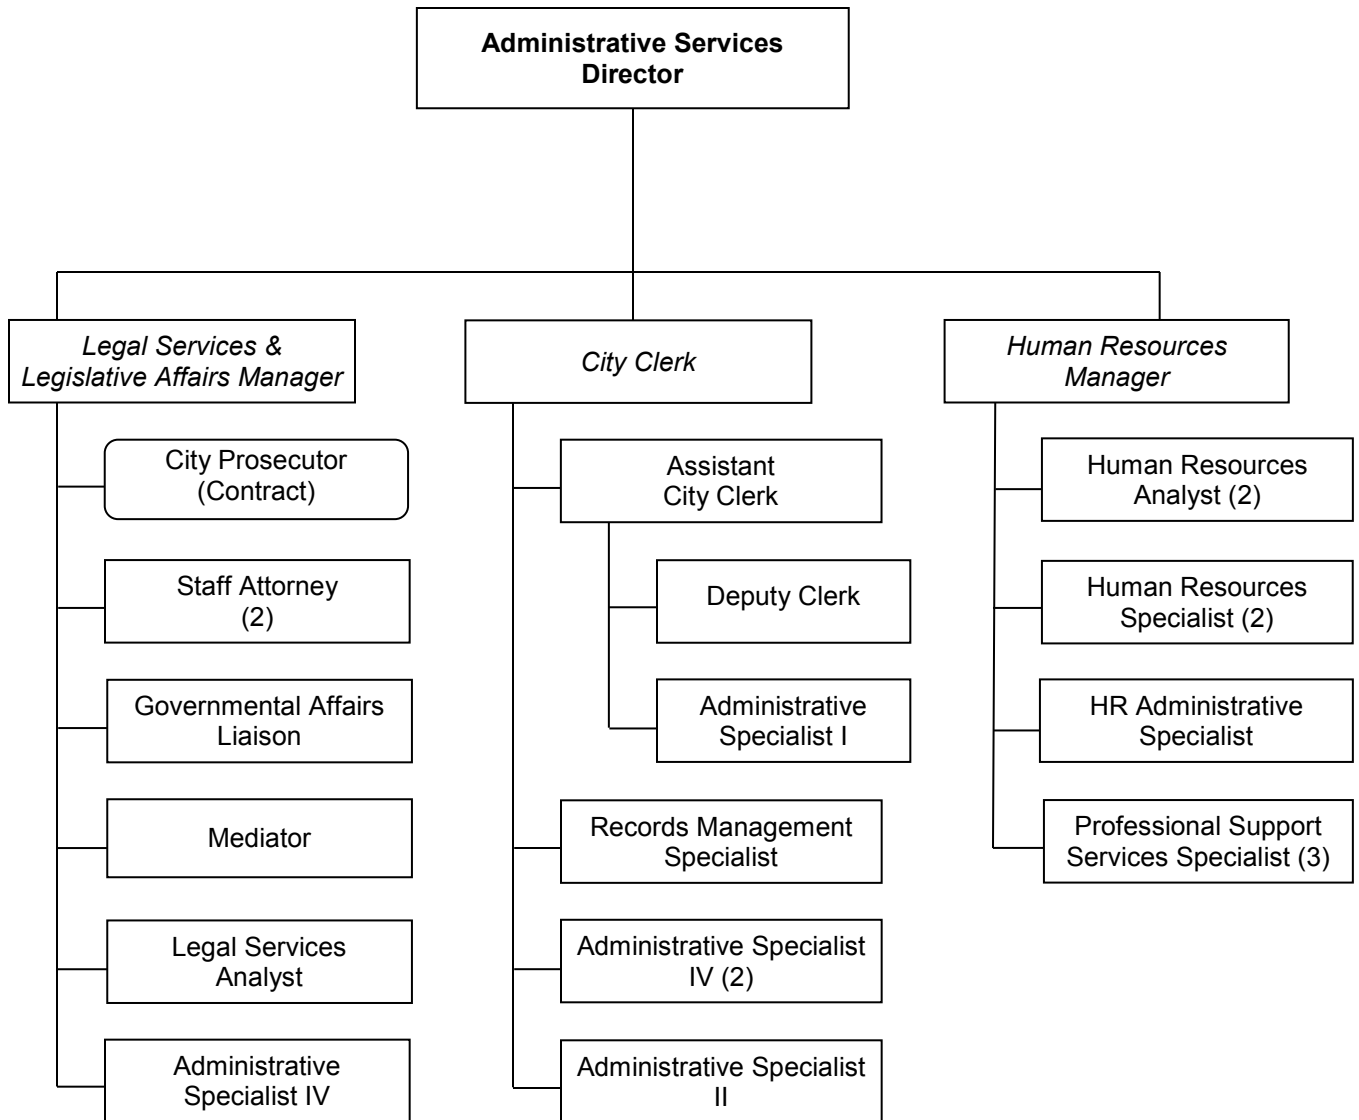 Administrative Services
Director
Legal Services &
Legislative Affairs Manager
City Prosecutor
(Contract)
Staff Attorney
(2)
Governmental Affairs
Liaison
Mediator
Legal Services
Analyst
Administrative
Specialist IV
City Clerk
Assistant
City Clerk
Deputy Clerk
Administrative
Specialist I
Records Management
Specialist
Administrative Specialist
IV (2)
Administrative Specialist
II
Human Resources
Manager
Human Resources
Analyst (2)
Human Resources
Specialist (2)
HR Administrative
Specialist
Professional Support
Services Specialist (3)